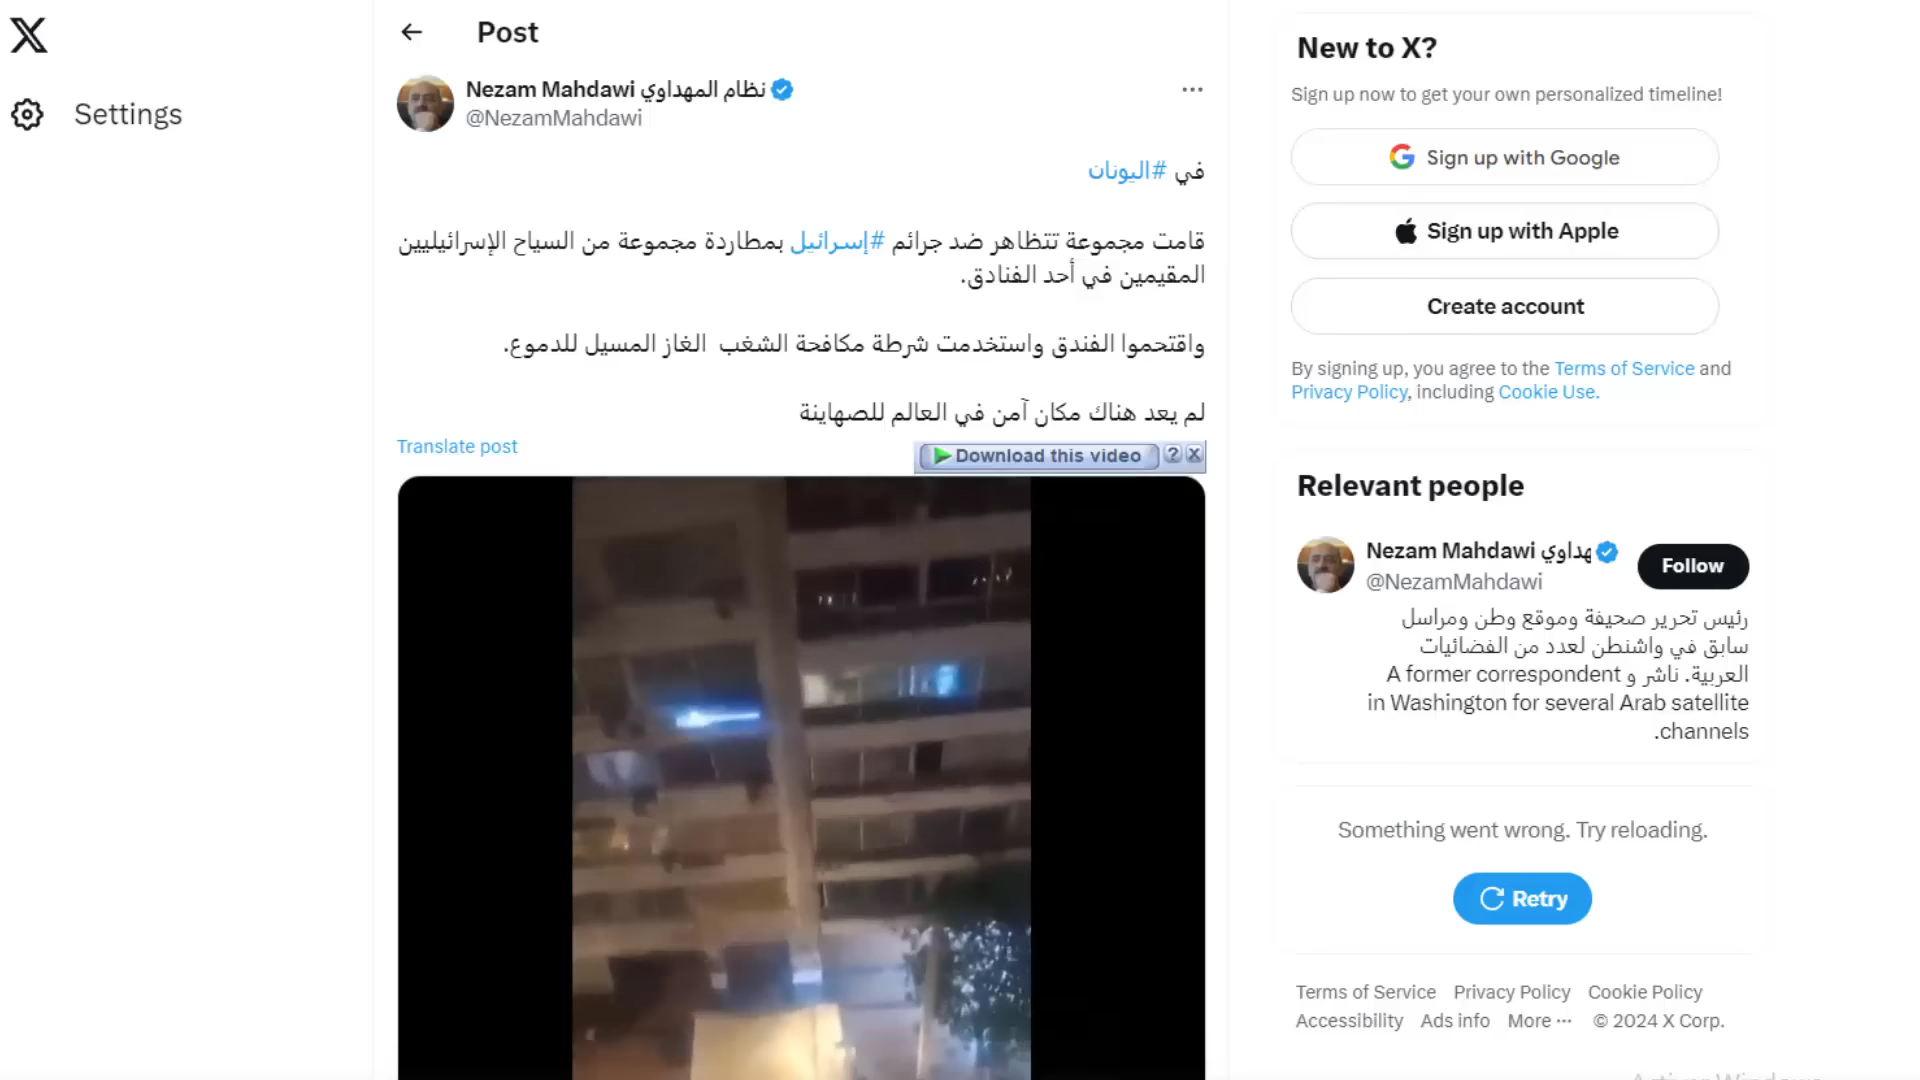 Post
Settings
Nezam Mahdawi نظام المهداوي
@NezamMahdawi
في #اليونان
قامت مجموعة تتظاهر ضد جرائم #إسرائيل بمطاردة مجموعة من السياح الإسرائيليين
المقيمين في أحد الفنادق.
واقتحموا الفندق واستخدمت شرطة مكافحة الشغب الغاز المسيل للدموع.
لم يعد هناك مكان آمن في العالم للصهاينة
Translate post
Download this video
New to X?
Sign up now to get your own personalized timeline!
Sign up with Google
Sign up with Apple
Create account
By signing up, you agree to the Terms of Service and
Privacy Policy, including Cookie Use.
Relevant people
Nezam Mahdawi هداوي
@NezamMahdawi
Follow
رئيس تحرير صحيفة وموقع وطن ومراسل
سابق في واشنطن لعدد من الفضائيات
العربية. ناشر و A former correspondent
in Washington for several Arab satellite
channels.
Something went wrong. Try reloading.
Retry
Terms of Service Privacy Policy Cookie Policy
Accessibility Ads info More ··· © 2024 X Corp.